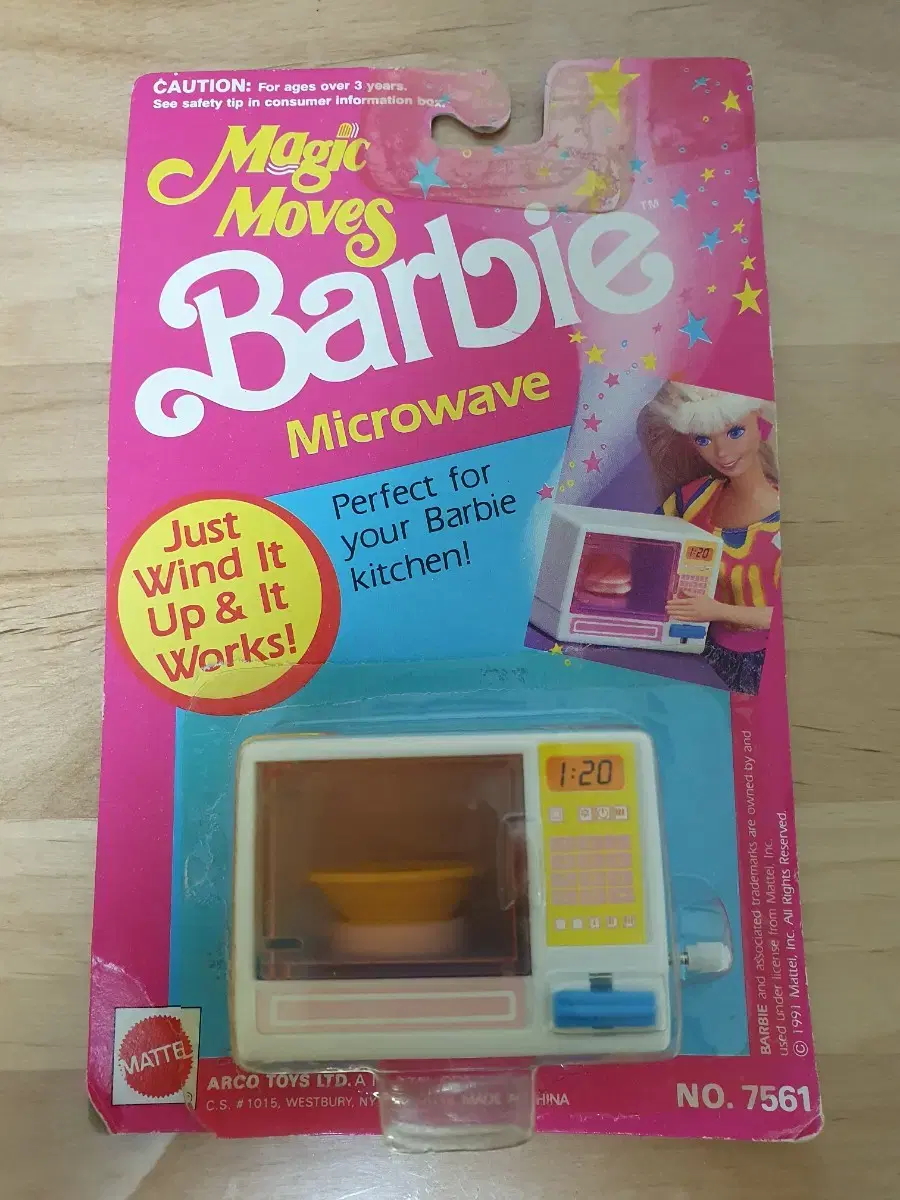 CAUTION: For ages over 3 years.
See safety tip in consumer information box.
Magic
Moves
Barbie™
Microwave
Just
Wind It
Up & It
Works!
Perfect for
your Barbie
kitchen!
1:20
1:20
BARBIE and associated trademarks are owned by and
used under license from Mattel, Inc.
© 1991 Mattel, Inc. All Rights Reserved.
MATTEL
ARCO TOYS LTD. A
C.S. #1015, WESTBURY, NY MADE CHINA
NO. 7561